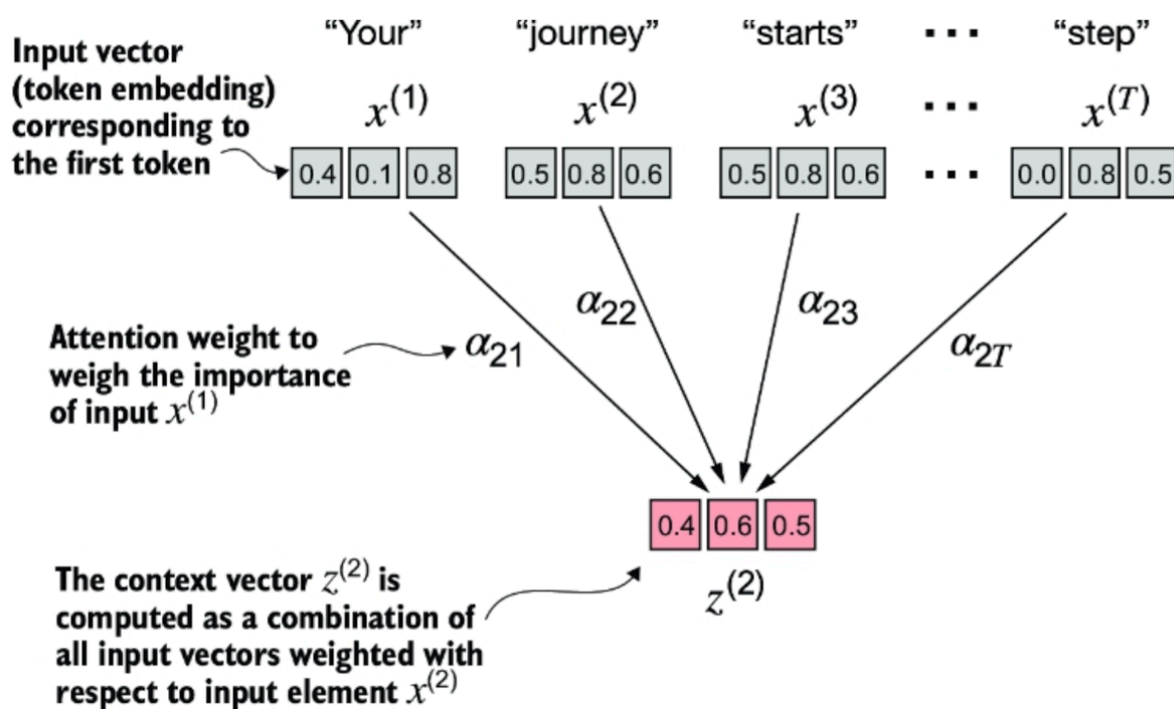 “Your” “journey” “starts” ... “step”
Input vector
(token embedding)
corresponding to
the first token
x(1) x(2) x(3) ... x(T)
0.4 0.1 0.8 0.5 0.8 0.6 0.5 0.8 0.6 ... 0.0 0.8 0.5
α22 α23
Attention weight to
weigh the importance
of input x(1)
α21 α2T
0.4 0.6 0.5
z(2)
The context vector z(2) is
computed as a combination of
all input vectors weighted with
respect to input element x(2)